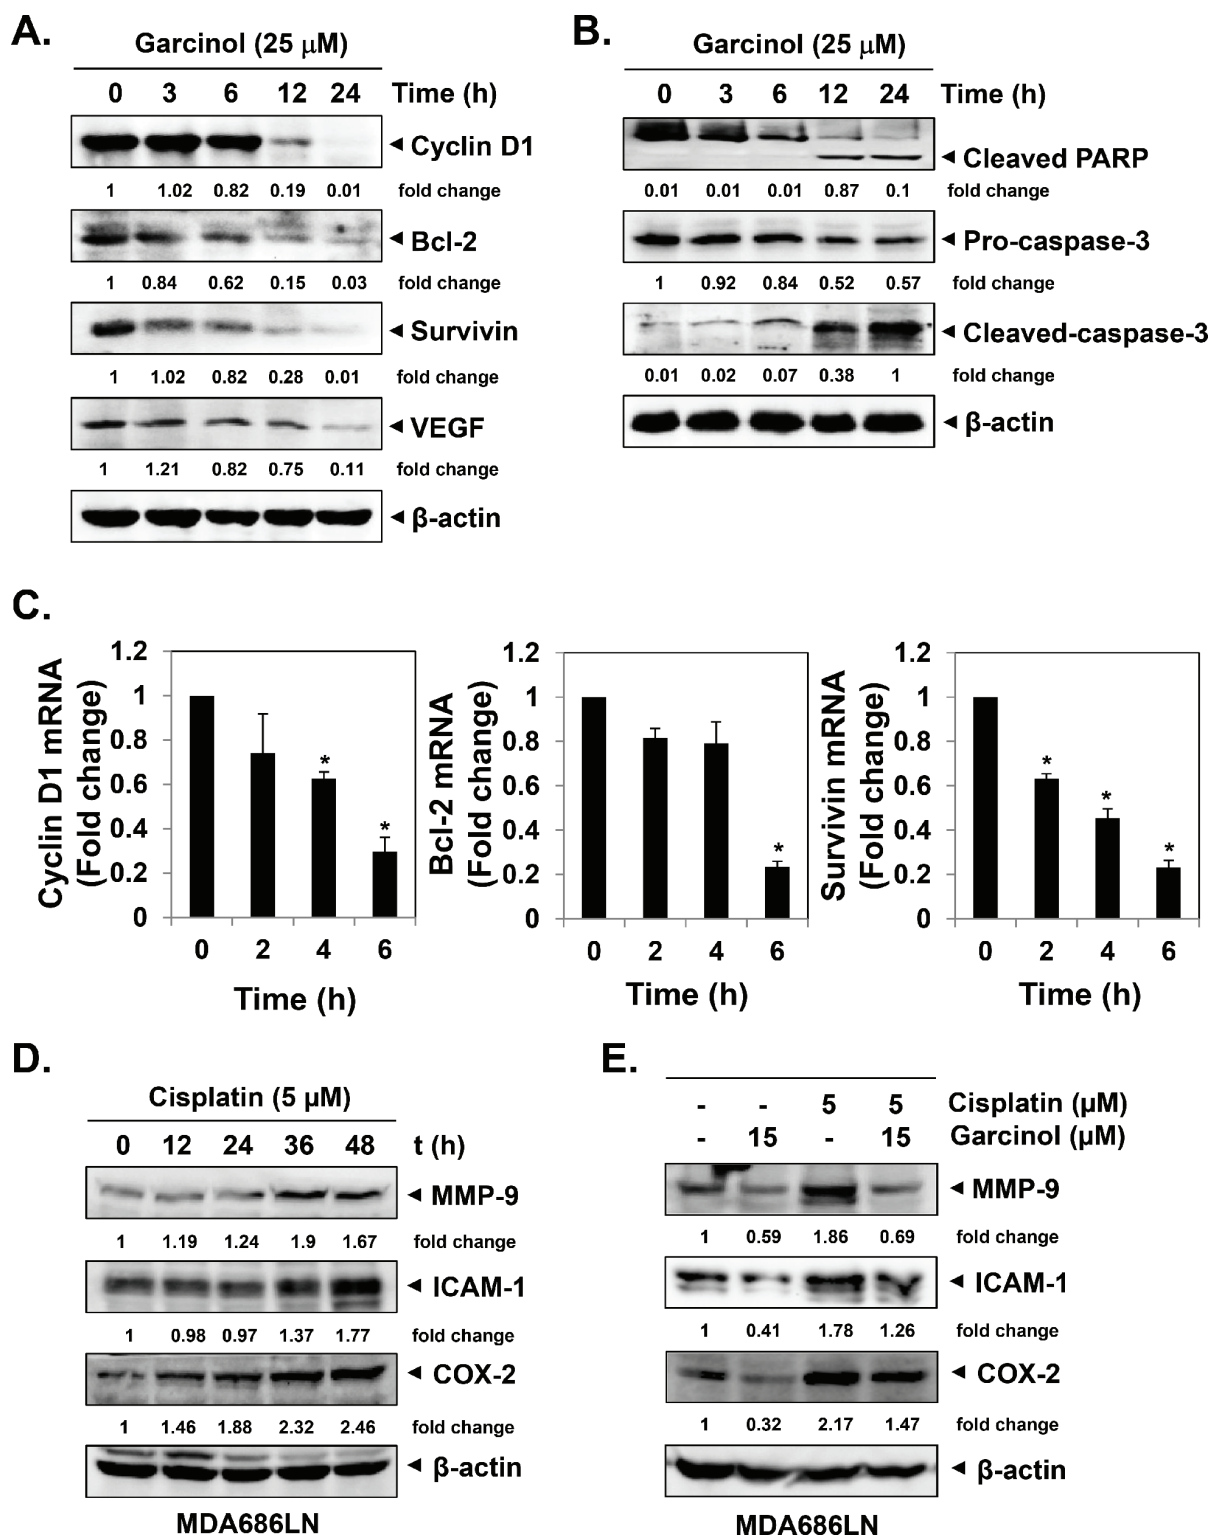 A.
Garcinol (25 μM)
0 3 6 12 24 Time (h)
◄ Cyclin D1
1 1.02 0.82 0.19 0.01 fold change
◄ Bcl-2
1 0.84 0.62 0.15 0.03 fold change
◄ Survivin
1 1.02 0.82 0.28 0.01 fold change
◄ VEGF
1 1.21 0.82 0.75 0.11 fold change
◄ β-actin
B.
Garcinol (25 μM)
0 3 6 12 24 Time (h)
◄ Cleaved PARP
0.01 0.01 0.01 0.87 0.1 fold change
◄ Pro-caspase-3
1 0.92 0.84 0.52 0.57 fold change
◄ Cleaved-caspase-3
0.01 0.02 0.07 0.38 1 fold change
◄ β-actin
C.
Cyclin D1 mRNA
(Fold change)
1.2
1
0.8
0.6
0.4
0.2
0
*
*
0 2 4 6
Time (h)
Bcl-2 mRNA
(Fold change)
1.2
1
0.8
0.6
0.4
0.2
0
*
0 2 4 6
Time (h)
Survivin mRNA
(Fold change)
1.2
1
0.8
0.6
0.4
0.2
0
*
*
*
0 2 4 6
Time (h)
D.
Cisplatin (5 μM)
0 12 24 36 48 t (h)
◄ MMP-9
1 1.19 1.24 1.9 1.67 fold change
◄ ICAM-1
1 0.98 0.97 1.37 1.77 fold change
◄ COX-2
1 1.46 1.88 2.32 2.46 fold change
◄ β-actin
MDA686LN
E.
- - 5 5 Cisplatin (μM)
- 15 - 15 Garcinol (μM)
◄ MMP-9
1 0.59 1.86 0.69 fold change
◄ ICAM-1
1 0.41 1.78 1.26 fold change
◄ COX-2
1 0.32 2.17 1.47 fold change
◄ β-actin
MDA686LN